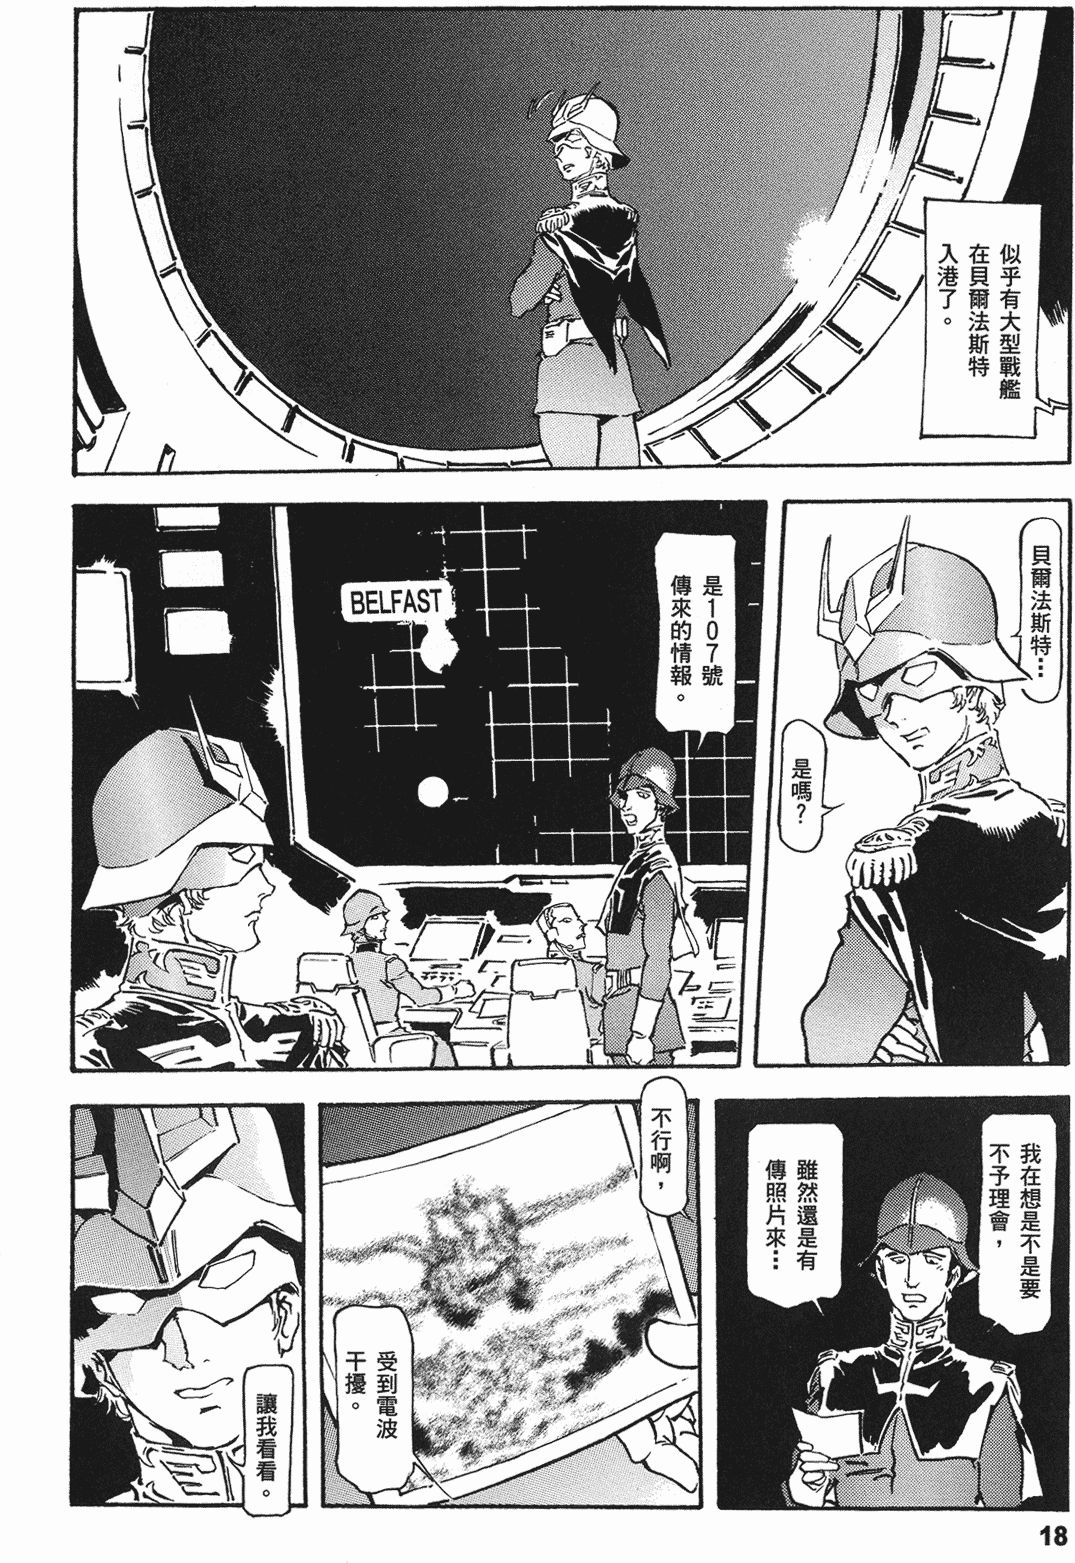 似乎有大型戰艦
在貝爾法斯特
入港了。
貝爾法斯特…
是嗎?
是107號
傳來的情報。
BELFAST
我在想是不是要
不予理會，
雖然還是有
傳照片來…
不行啊，
受到電波
干擾。
讓我看看。
18